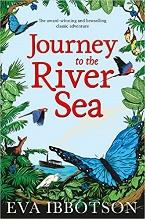 The award-winning and bestselling
classic adventure
Journey
to the
River
Sea
EVA IBBOTSON